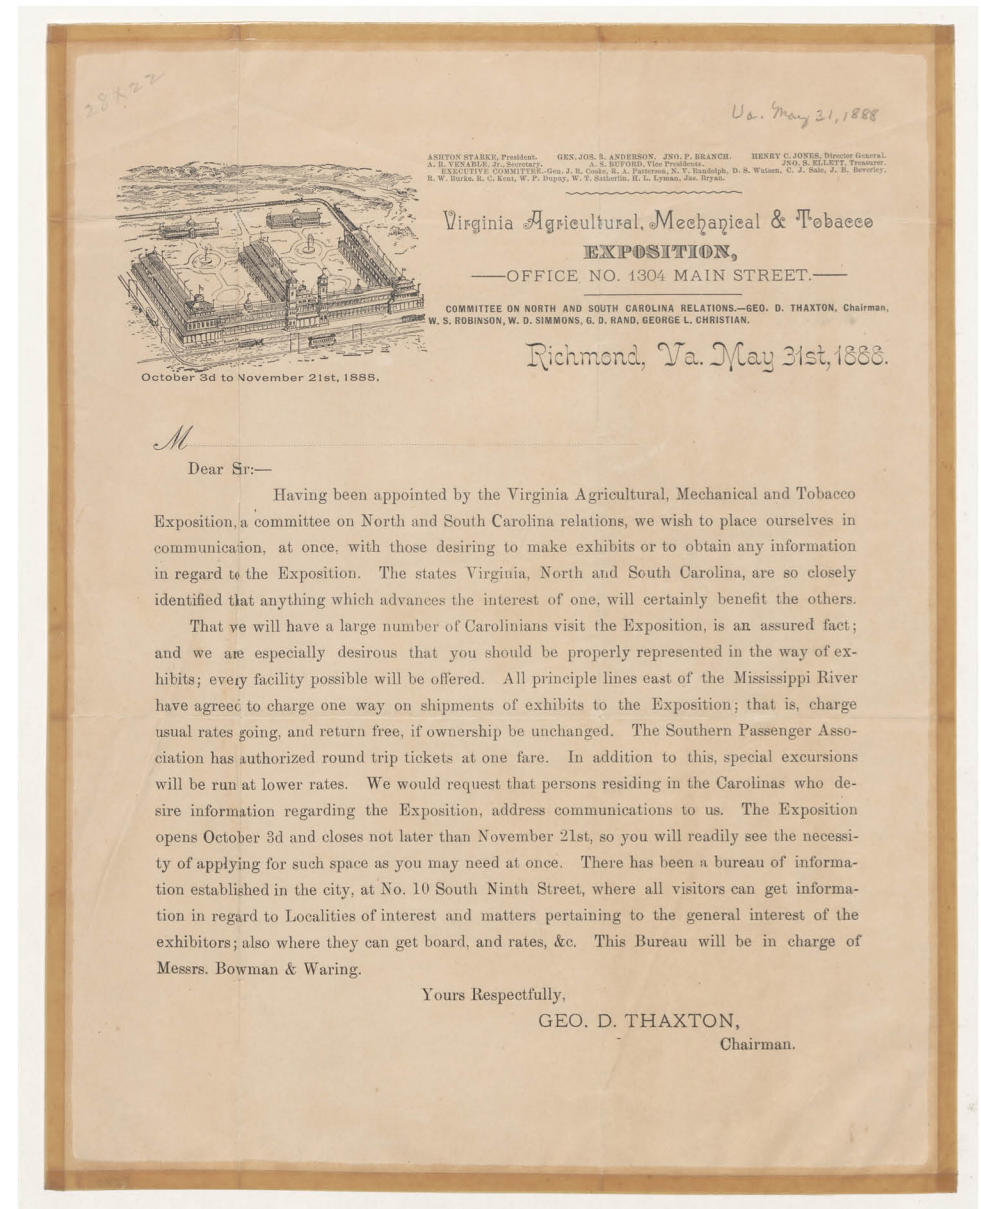 28x22
Va. May 31, 1888
ASHTON STARKE, President. GEN. JOS. R. ANDERSON, JNO. P. BRANCH. HENRY C. JONES, Director General.
A. R. VENABLE, Jr., Secretary. A. S. BUFORD, Vice Presidents. JNO. S. ELLETT, Treasurer.
EXECUTIVE COMMITTEE.-Gen. J. R. Cooke, R. A. Patterson, N. V. Randolph, D. S. Watson, C. J. Sale, J. B. Beverley,
R. W. Burke, R. C. Kent, W. P. Dupuy, W. T. Sutherlin, H. L. Lyman, Jas. Bryan.
Virginia Agricultural, Mechanical & Tobacco
EXPOSITION,
OFFICE NO. 1304 MAIN STREET.
COMMITTEE ON NORTH AND SOUTH CAROLINA RELATIONS.—GEO. D. THAXTON, Chairman,
W. S. ROBINSON, W. D. SIMMONS, G. D. RAND, GEORGE L. CHRISTIAN.
Richmond, Va. May 31st, 1888.
October 3d to November 21st, 1888.
M
Dear Sir:—
Having been appointed by the Virginia Agricultural, Mechanical and Tobacco
Exposition, a committee on North and South Carolina relations, we wish to place ourselves in
communication, at once, with those desiring to make exhibits or to obtain any information
in regard to the Exposition. The states Virginia, North and South Carolina, are so closely
identified that anything which advances the interest of one, will certainly benefit the others.
That we will have a large number of Carolinians visit the Exposition, is an assured fact;
and we are especially desirous that you should be properly represented in the way of ex-
hibits; every facility possible will be offered. All principle lines east of the Mississippi River
have agreed to charge one way on shipments of exhibits to the Exposition; that is, charge
usual rates going, and return free, if ownership be unchanged. The Southern Passenger Asso-
ciation has authorized round trip tickets at one fare. In addition to this, special excursions
will be run at lower rates. We would request that persons residing in the Carolinas who de-
sire information regarding the Exposition, address communications to us. The Exposition
opens October 3d and closes not later than November 21st, so you will readily see the necessi-
ty of applying for such space as you may need at once. There has been a bureau of informa-
tion established in the city, at No. 10 South Ninth Street, where all visitors can get informa-
tion in regard to Localities of interest and matters pertaining to the general interest of the
exhibitors; also where they can get board, and rates, &c. This Bureau will be in charge of
Messrs. Bowman & Waring.
Yours Respectfully,
GEO. D. THAXTON,
Chairman.